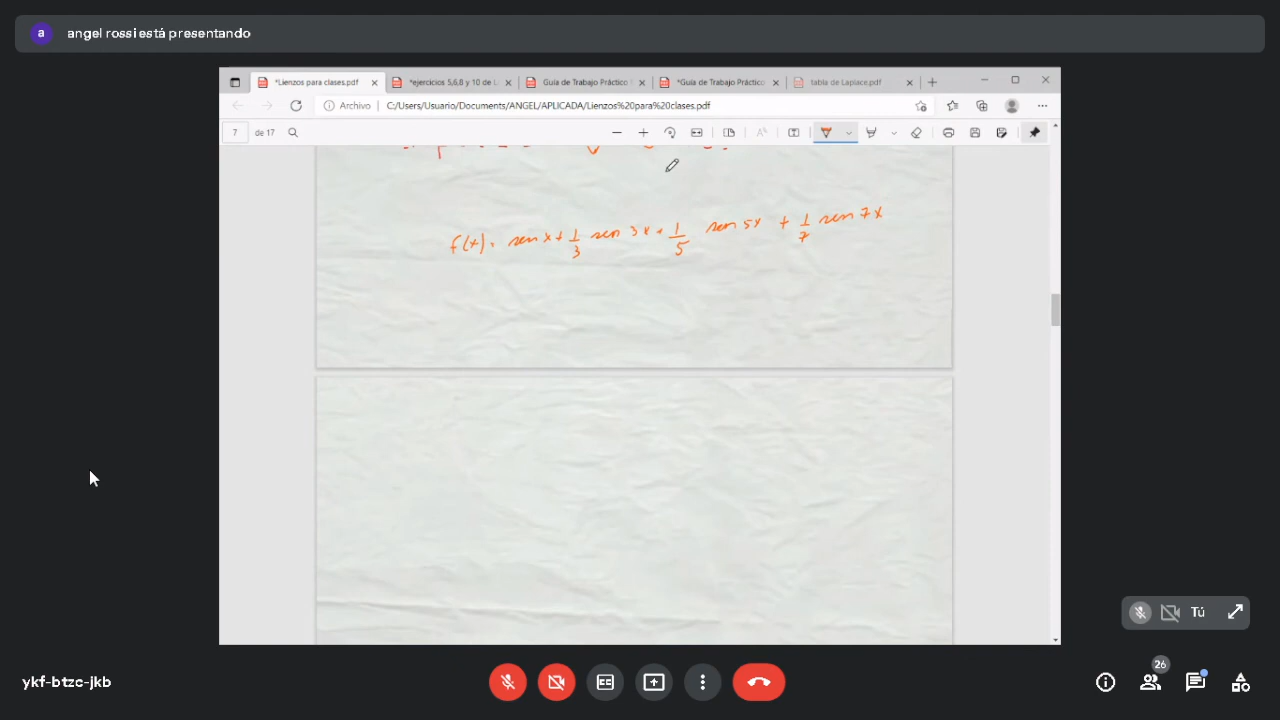 a angel rossi está presentando
*Lienzos para clases.pdf
*ejercicios 5,6,8 y 10 de L
Guía de Trabajo Práctico
*Guía de Trabajo Práctico
tabla de Laplace.pdf
Archivo C:/Users/Usuario/Documents/ANGEL/APLICADA/Lienzos%20para%20clases.pdf
7 de 17
f(x) = sen x + 1/3 sen 3x + 1/5 sen 5x + 1/7 sen 7x
Tú
ykf-btzc-jkb
26